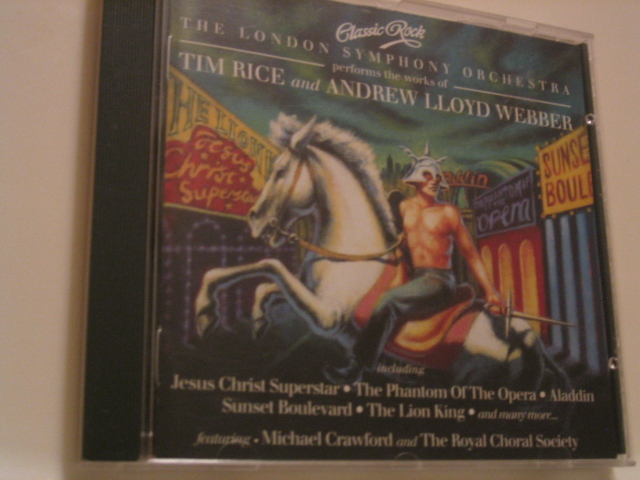 Classic Rock
THE LONDON SYMPHONY ORCHESTRA
performs the works of
TIM RICE and ANDREW LLOYD WEBBER
Jesus
Christ
Superstar
Opera
SUNSE
BOULE
including
Jesus Christ Superstar • The Phantom Of The Opera • Aladdin
Sunset Boulevard • The Lion King • and many more...
featuring • Michael Crawford and The Royal Choral Society